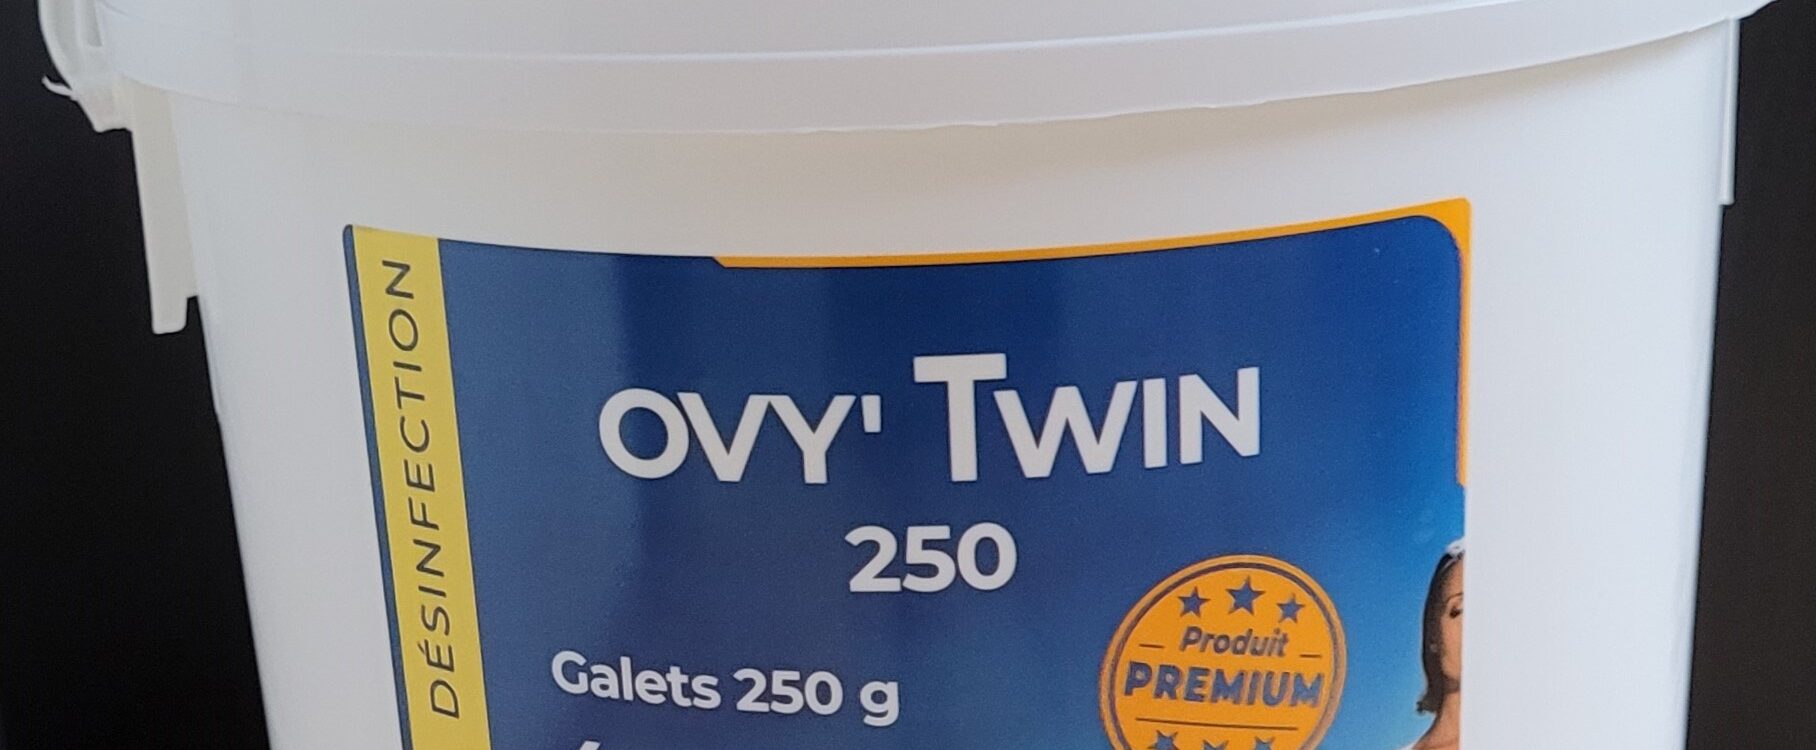 DÉSINFECTION
OVY' TWIN
250
Galets 250 g
Produit
PREMIUM